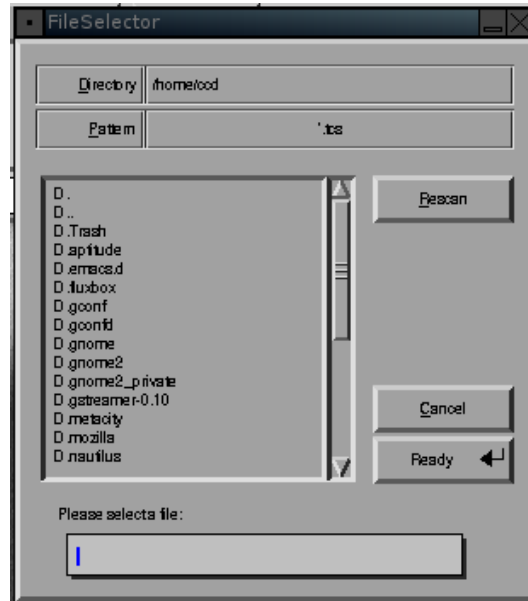 FileSelector
Directory /home/ccd
Pattern *.tcs
D .
D ..
D .Trash
D .aptitude
D .emacs.d
D .fluxbox
D .gconf
D .gconfd
D .gnome
D .gnome2
D .gnome2_private
D .gstreamer-0.10
D .metacity
D .mozilla
D .nautilus
Rescan
Cancel
Ready
Please select a file: